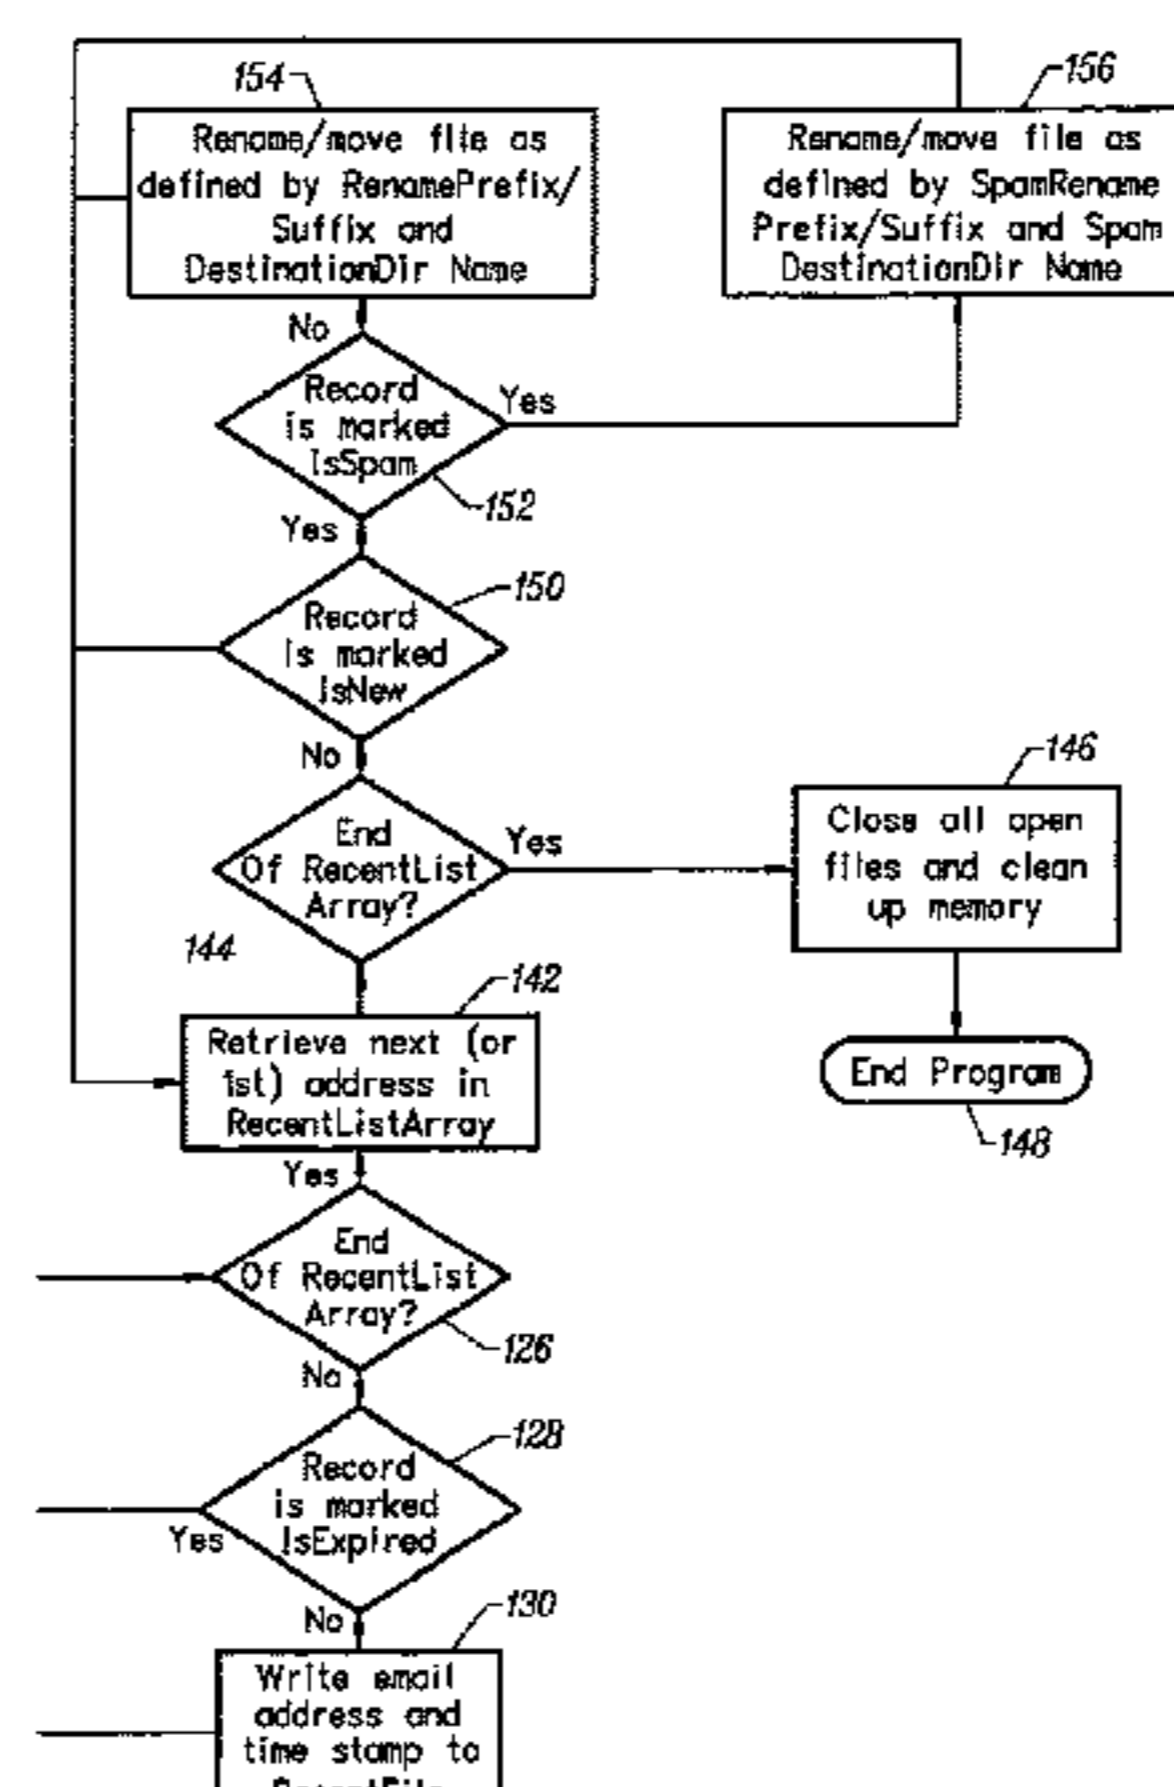 154
Rename/move file as
defined by RenamePrefix/
Suffix and
DestinationDir Name
156
Rename/move file as
defined by SpamRename
Prefix/Suffix and Spam
DestinationDir Name
No
Record
is marked
IsSpam
Yes
152
Yes
150
Record
is marked
IsNew
No
End
Of RecentList
Array?
Yes
144
146
Close all open
files and clean
up memory
142
Retrieve next (or
1st) address in
RecentListArray
End Program
148
Yes
End
Of RecentList
Array?
126
No
128
Record
is marked
IsExpired
Yes
No
130
Write email
address and
time stamp to
RecentFile